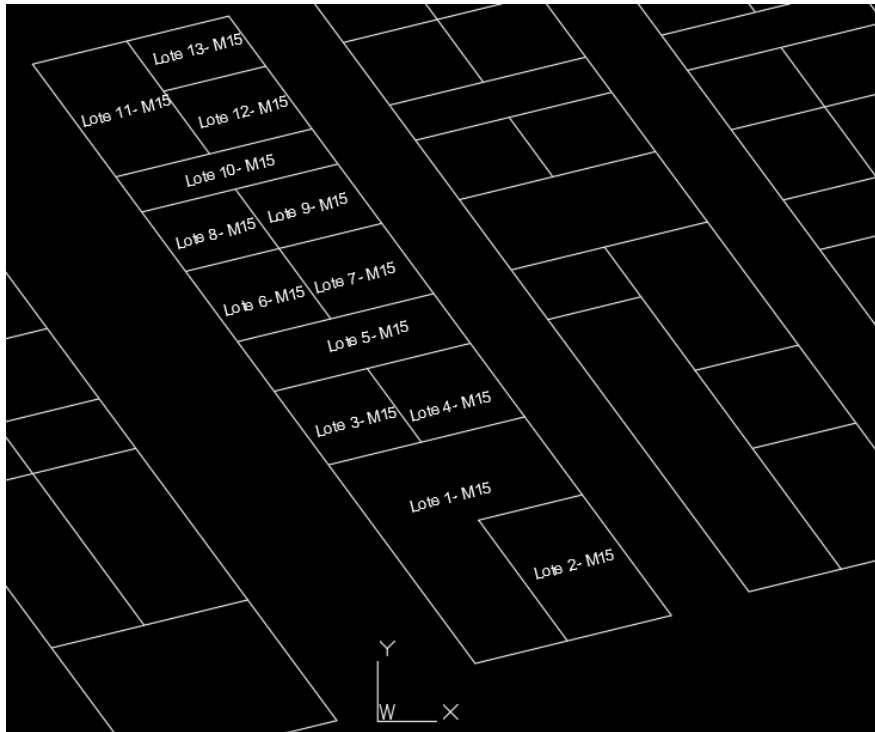 Lote 13- M15
Lote 11- M15
Lote 12- M15
Lote 10- M15
Lote 9- M15
Lote 8- M15
Lote 7- M15
Lote 6- M15
Lote 5- M15
Lote 4- M15
Lote 3- M15
Lote 1- M15
Lote 2- M15
Y
W
X